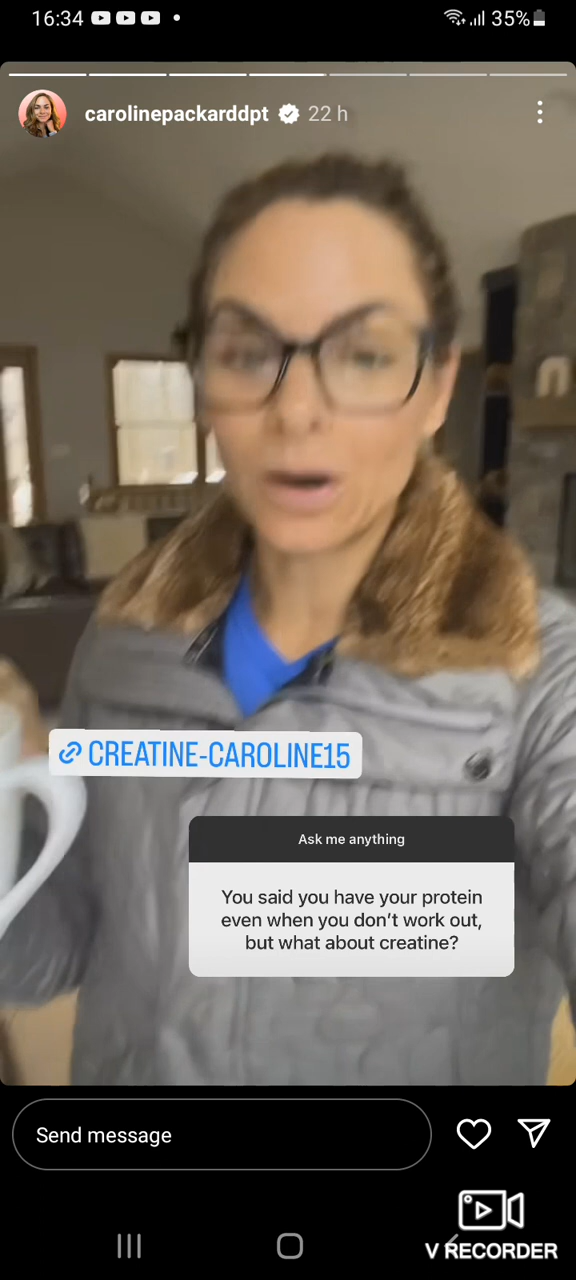 16:34
35%
carolinepackarddpt 22 h
CREATINE-CAROLINE15
Ask me anything
You said you have your protein
even when you don't work out,
but what about creatine?
Send message
V RECORDER